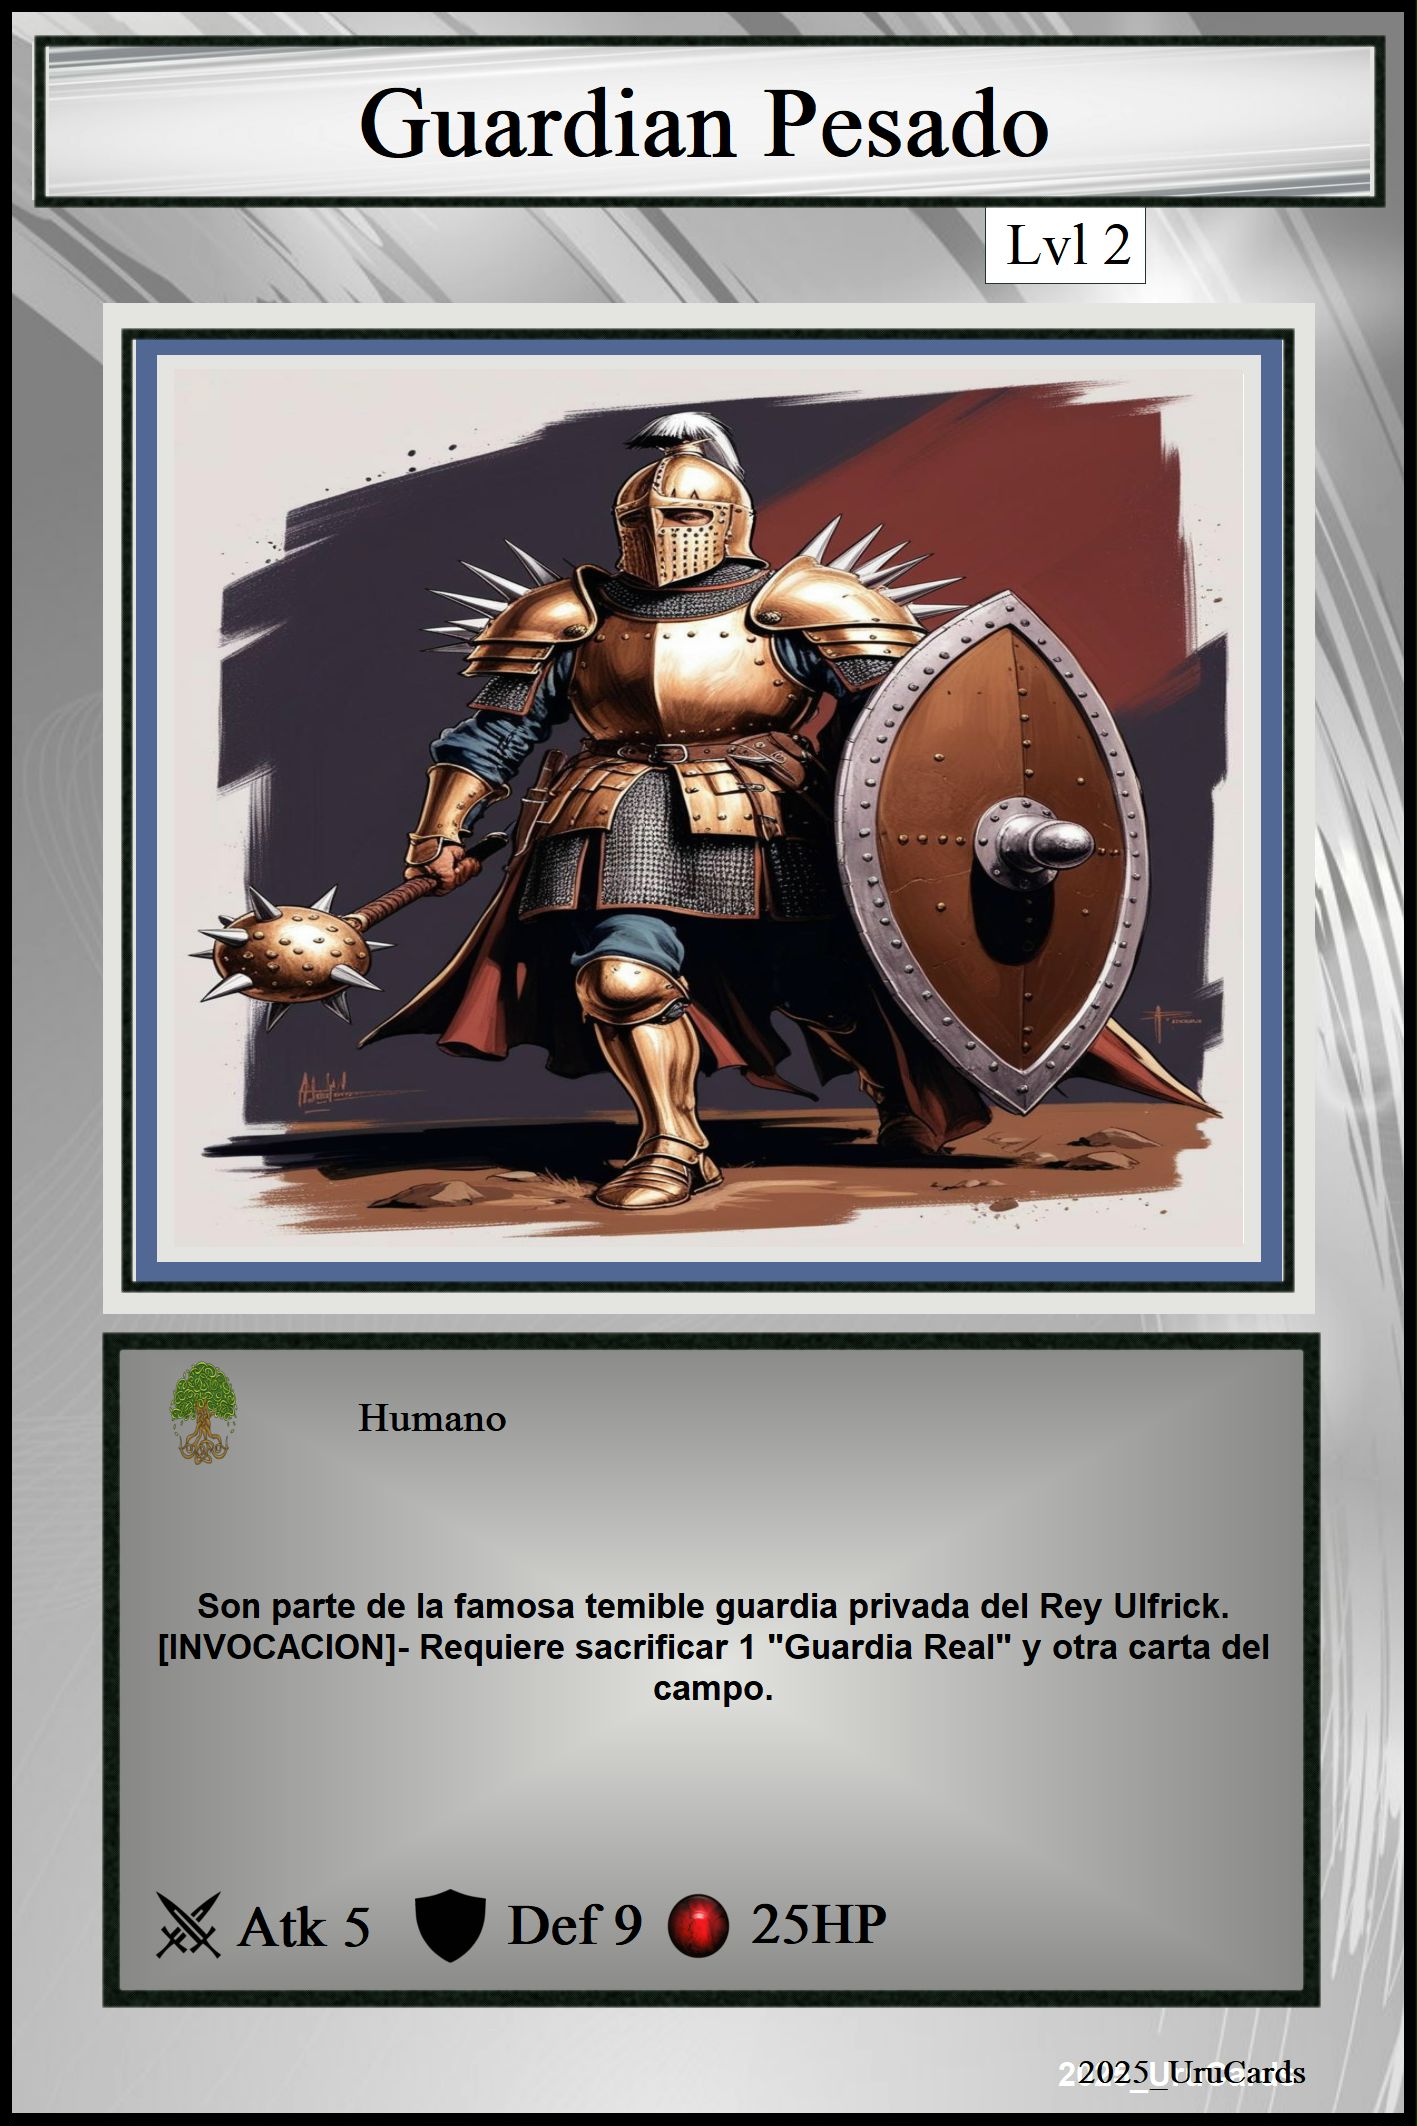 Guardian Pesado
Lvl 2
Humano
Son parte de la famosa temible guardia privada del Rey Ulfrick.
[INVOCACION]- Requiere sacrificar 1 "Guardia Real" y otra carta del
campo.
Atk 5 Def 9 25HP
2025_UruCards